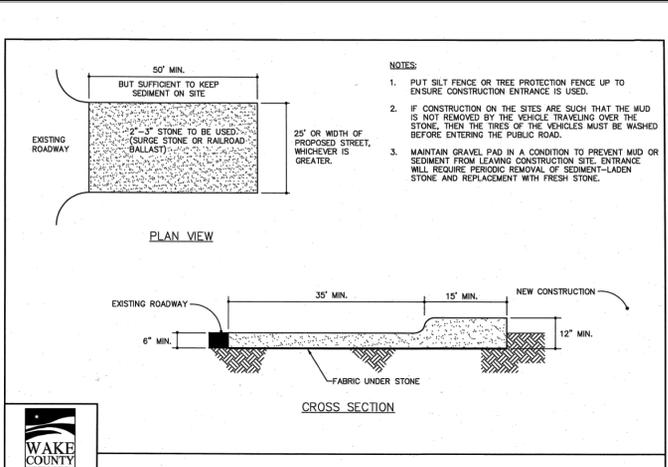 50' MIN.
BUT SUFFICIENT TO KEEP
SEDIMENT ON SITE
EXISTING
ROADWAY
2"-3" STONE TO BE USED.
(SURGE STONE OR RAILROAD
BALLAST)
25' OR WIDTH OF
PROPOSED STREET,
WHICHEVER IS
GREATER.
PLAN VIEW
NOTES:
1. PUT SILT FENCE OR TREE PROTECTION FENCE UP TO
ENSURE CONSTRUCTION ENTRANCE IS USED.
2. IF CONSTRUCTION ON THE SITES ARE SUCH THAT THE MUD
IS NOT REMOVED BY THE VEHICLE TRAVELING OVER THE
STONE, THEN THE TIRES OF THE VEHICLES MUST BE WASHED
BEFORE ENTERING THE PUBLIC ROAD.
3. MAINTAIN GRAVEL PAD IN A CONDITION TO PREVENT MUD OR
SEDIMENT FROM LEAVING CONSTRUCTION SITE. ENTRANCE
WILL REQUIRE PERIODIC REMOVAL OF SEDIMENT-LADEN
STONE AND REPLACEMENT WITH FRESH STONE.
EXISTING ROADWAY
35' MIN.
15' MIN.
NEW CONSTRUCTION
6" MIN.
12" MIN.
FABRIC UNDER STONE
CROSS SECTION
WAKE
COUNTY